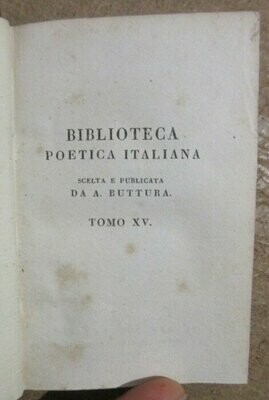 BIBLIOTECA
POETICA ITALIANA
SCELTA E PUBLICATA
DA A. BUTTURA.
TOMO XV.